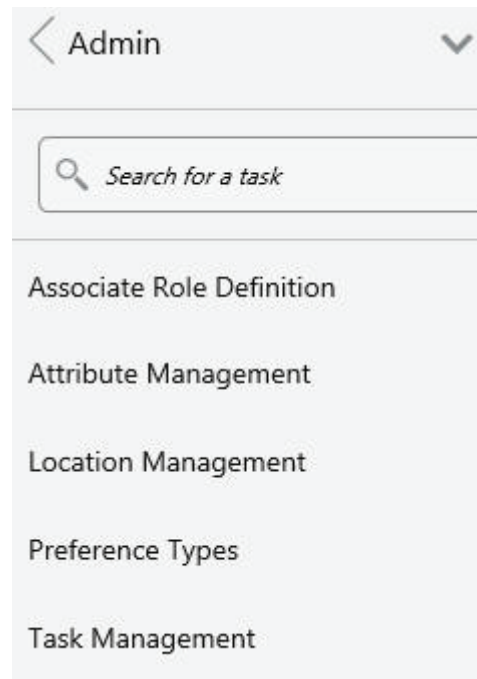 Admin
Search for a task
Associate Role Definition
Attribute Management
Location Management
Preference Types
Task Management